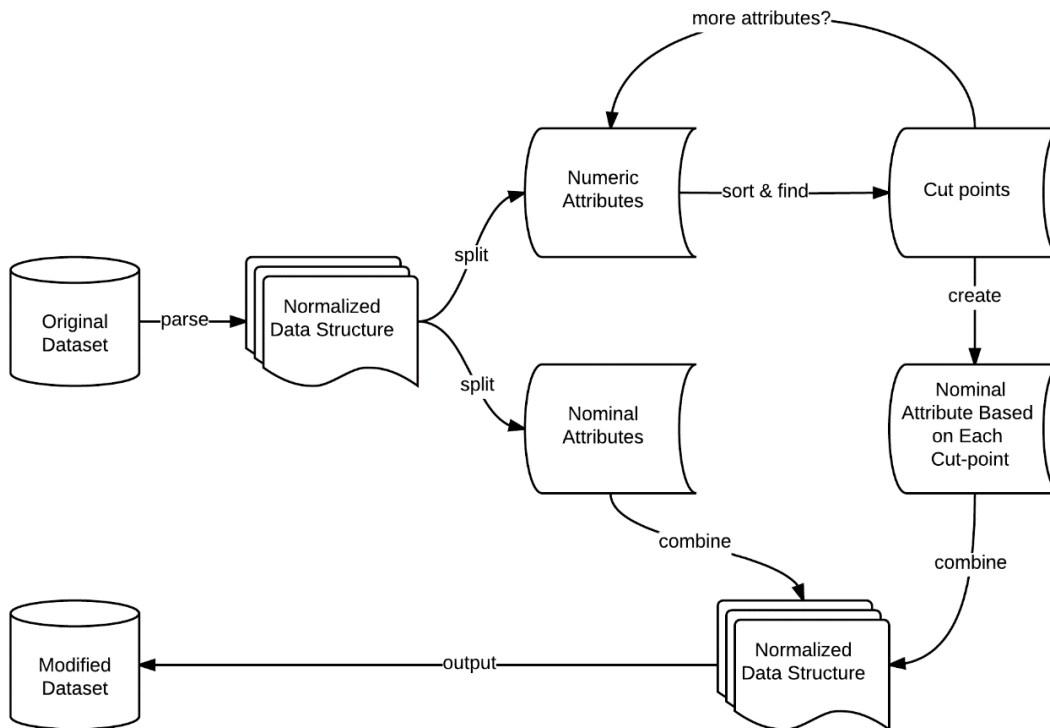 more attributes?
Numeric
Attributes
sort & find
Cut points
split
create
Original
Dataset
parse
Normalized
Data Structure
split
Nominal
Attributes
Nominal
Attribute Based
on Each
Cut-point
combine
combine
Modified
Dataset
output
Normalized
Data Structure